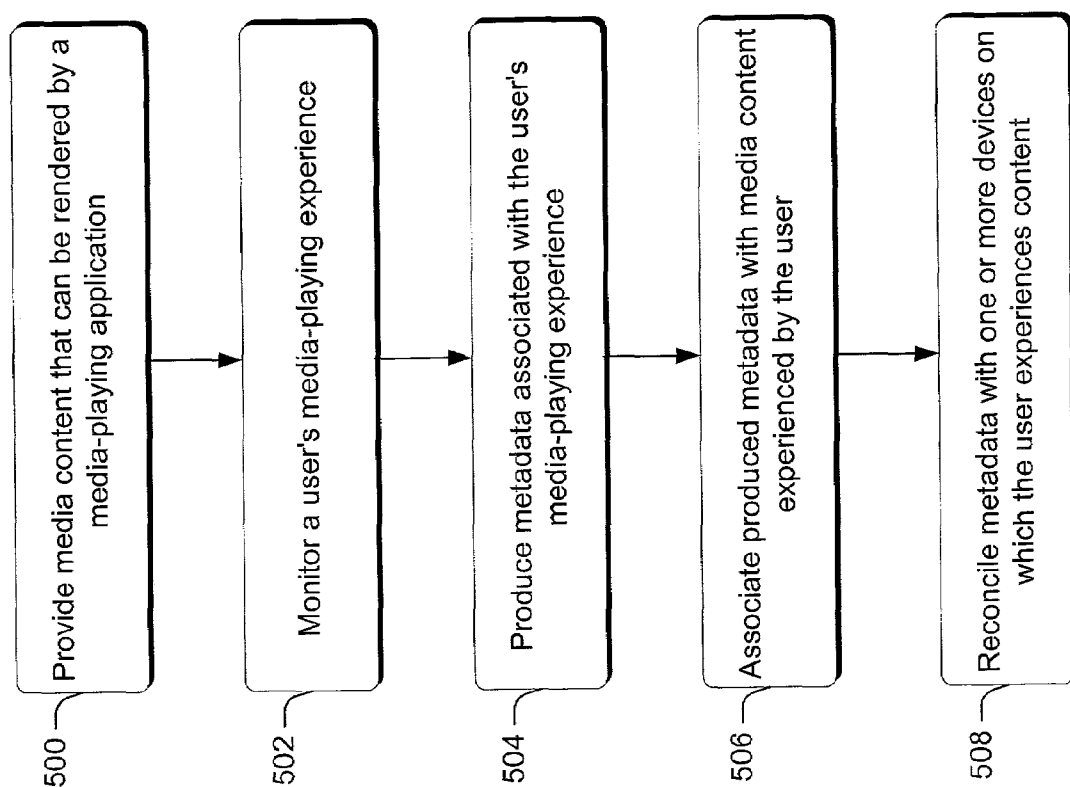 500
Provide media content that can be rendered by a
media-playing application
502
Monitor a user's media-playing experience
504
Produce metadata associated with the user's
media-playing experience
506
Associate produced metadata with media content
experienced by the user
508
Reconcile metadata with one or more devices on
which the user experiences content